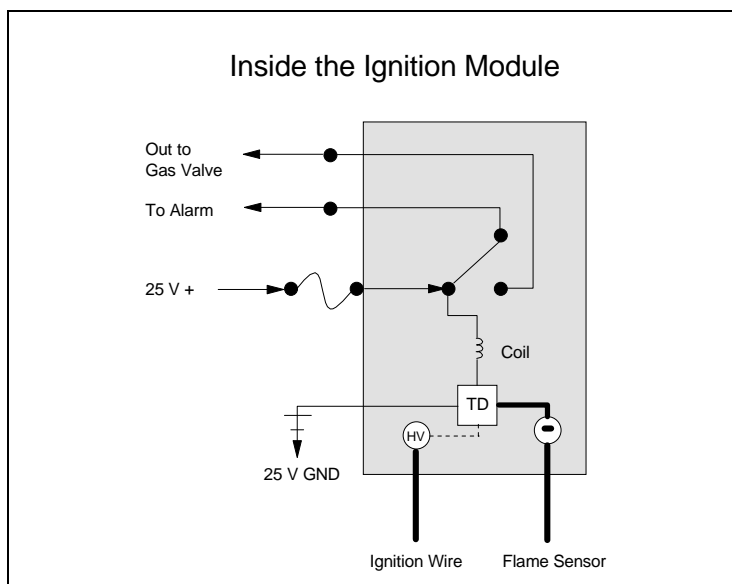 Inside the Ignition Module
Out to
Gas Valve
To Alarm
25 V +
Coil
TD
HV
25 V GND
Ignition Wire
Flame Sensor